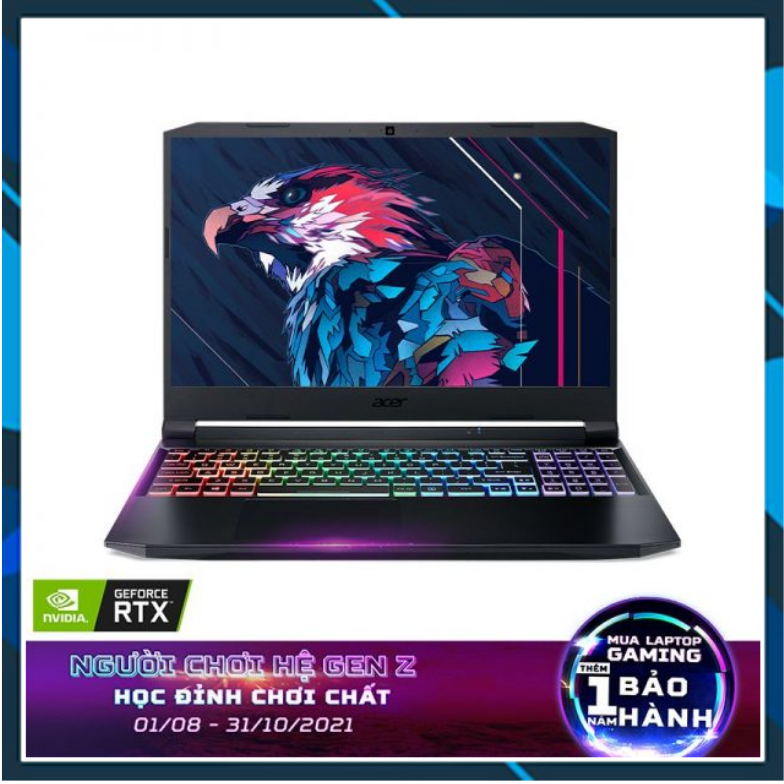 acer
NVIDIA.
GEFORCE
RTX™
NGƯỜI CHƠI HỆ GEN Z
HỌC ĐỈNH CHƠI CHẤT
01/08 - 31/10/2021
MUA LAPTOP
GAMING
THÊM
1 NĂM
BẢO
HÀNH